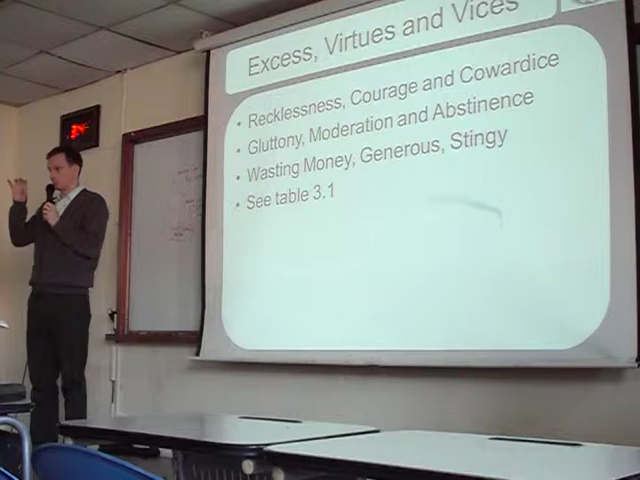 Excess, Virtues and Vices
• Recklessness, Courage and Cowardice
• Gluttony, Moderation and Abstinence
• Wasting Money, Generous, Stingy
• See table 3.1